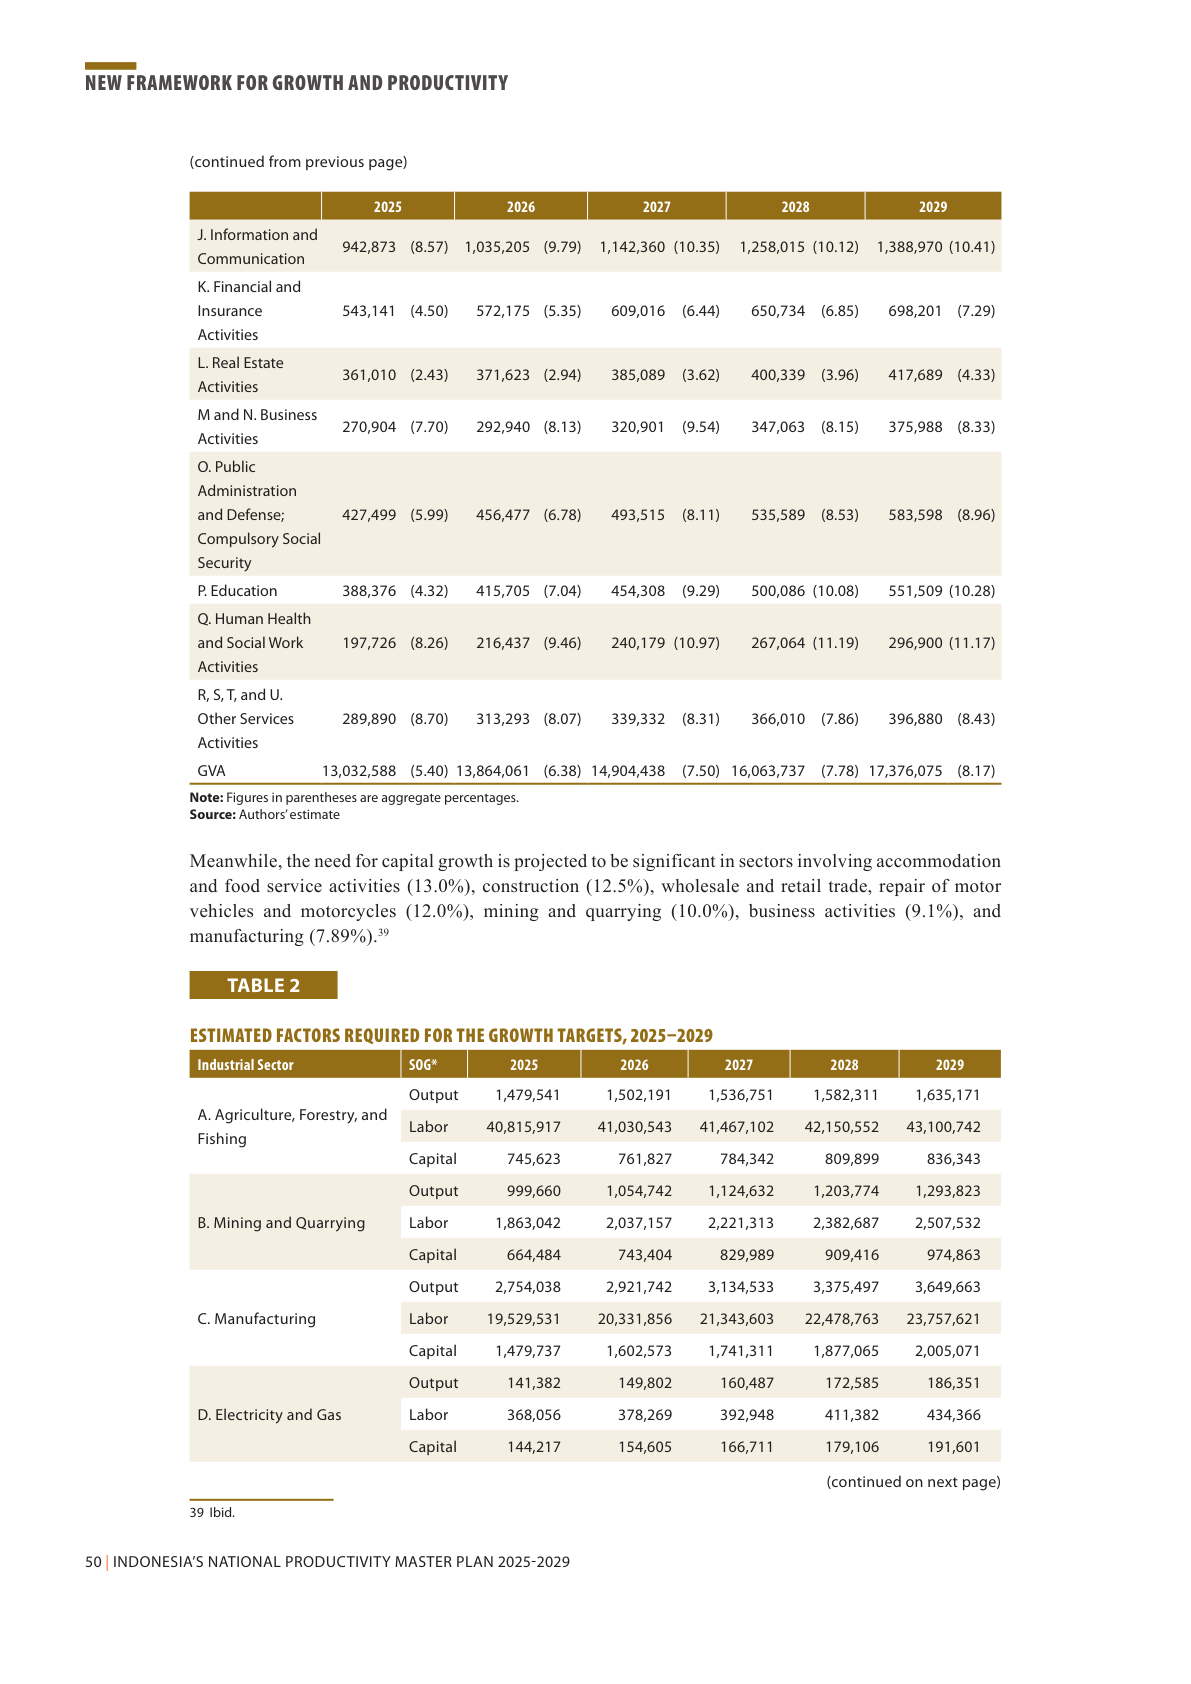 NEW FRAMEWORK FOR GROWTH AND PRODUCTIVITY
(continued from previous page)
2025 2026 2027 2028 2029
J. Information and
Communication
942,873 (8.57) 1,035,205 (9.79) 1,142,360 (10.35) 1,258,015 (10.12) 1,388,970 (10.41)
K. Financial and
Insurance
Activities
543,141 (4.50) 572,175 (5.35) 609,016 (6.44) 650,734 (6.85) 698,201 (7.29)
L. Real Estate
Activities
361,010 (2.43) 371,623 (2.94) 385,089 (3.62) 400,339 (3.96) 417,689 (4.33)
M and N. Business
Activities
270,904 (7.70) 292,940 (8.13) 320,901 (9.54) 347,063 (8.15) 375,988 (8.33)
O. Public
Administration
and Defense;
Compulsory Social
Security
427,499 (5.99) 456,477 (6.78) 493,515 (8.11) 535,589 (8.53) 583,598 (8.96)
P. Education 388,376 (4.32) 415,705 (7.04) 454,308 (9.29) 500,086 (10.08) 551,509 (10.28)
Q. Human Health
and Social Work
Activities
197,726 (8.26) 216,437 (9.46) 240,179 (10.97) 267,064 (11.19) 296,900 (11.17)
R, S, T, and U.
Other Services
Activities
289,890 (8.70) 313,293 (8.07) 339,332 (8.31) 366,010 (7.86) 396,880 (8.43)
GVA 13,032,588 (5.40) 13,864,061 (6.38) 14,904,438 (7.50) 16,063,737 (7.78) 17,376,075 (8.17)
Note: Figures in parentheses are aggregate percentages.
Source: Authors' estimate
Meanwhile, the need for capital growth is projected to be significant in sectors involving accommodation
and food service activities (13.0%), construction (12.5%), wholesale and retail trade, repair of motor
vehicles and motorcycles (12.0%), mining and quarrying (10.0%), business activities (9.1%), and
manufacturing (7.89%).39
TABLE 2
ESTIMATED FACTORS REQUIRED FOR THE GROWTH TARGETS, 2025–2029
Industrial Sector SOG* 2025 2026 2027 2028 2029
A. Agriculture, Forestry, and
Fishing
Output 1,479,541 1,502,191 1,536,751 1,582,311 1,635,171
Labor 40,815,917 41,030,543 41,467,102 42,150,552 43,100,742
Capital 745,623 761,827 784,342 809,899 836,343
B. Mining and Quarrying
Output 999,660 1,054,742 1,124,632 1,203,774 1,293,823
Labor 1,863,042 2,037,157 2,221,313 2,382,687 2,507,532
Capital 664,484 743,404 829,989 909,416 974,863
C. Manufacturing
Output 2,754,038 2,921,742 3,134,533 3,375,497 3,649,663
Labor 19,529,531 20,331,856 21,343,603 22,478,763 23,757,621
Capital 1,479,737 1,602,573 1,741,311 1,877,065 2,005,071
D. Electricity and Gas
Output 141,382 149,802 160,487 172,585 186,351
Labor 368,056 378,269 392,948 411,382 434,366
Capital 144,217 154,605 166,711 179,106 191,601
(continued on next page)
39 Ibid.
50 | INDONESIA'S NATIONAL PRODUCTIVITY MASTER PLAN 2025-2029